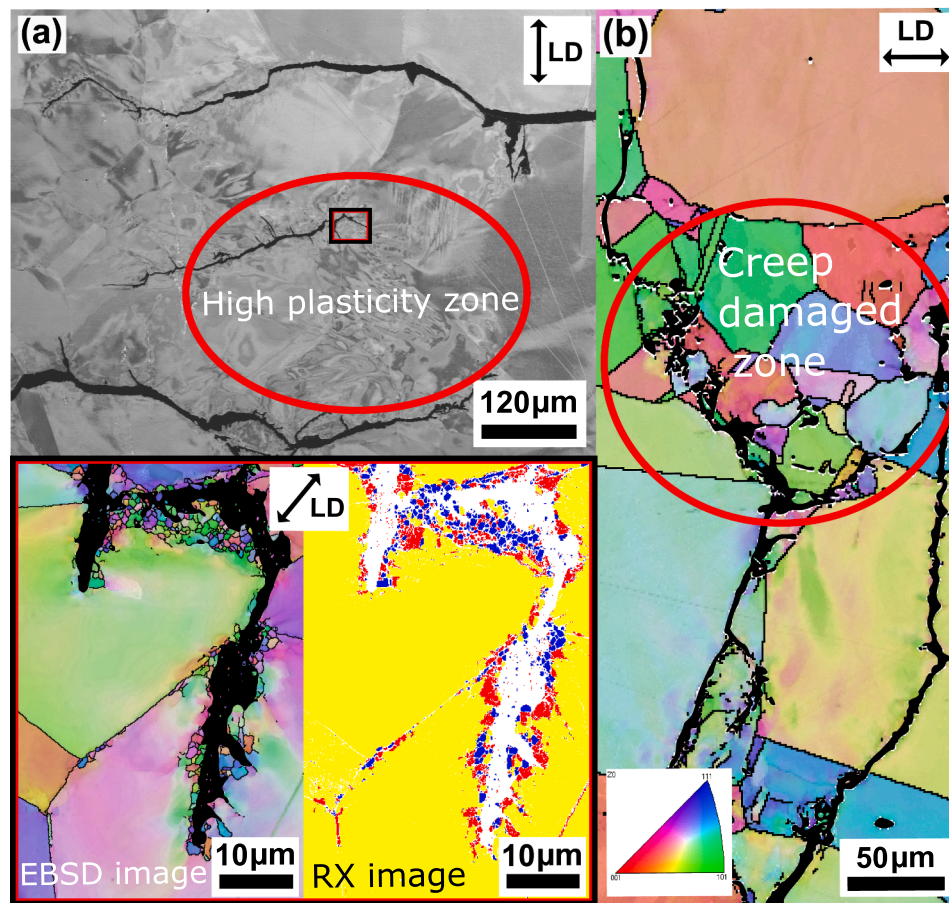 (a)
LD
High plasticity zone
120µm
LD
EBSD image
10µm
RX image
10µm
(b)
LD
Creep
damaged
zone
20
111
001
101
50µm